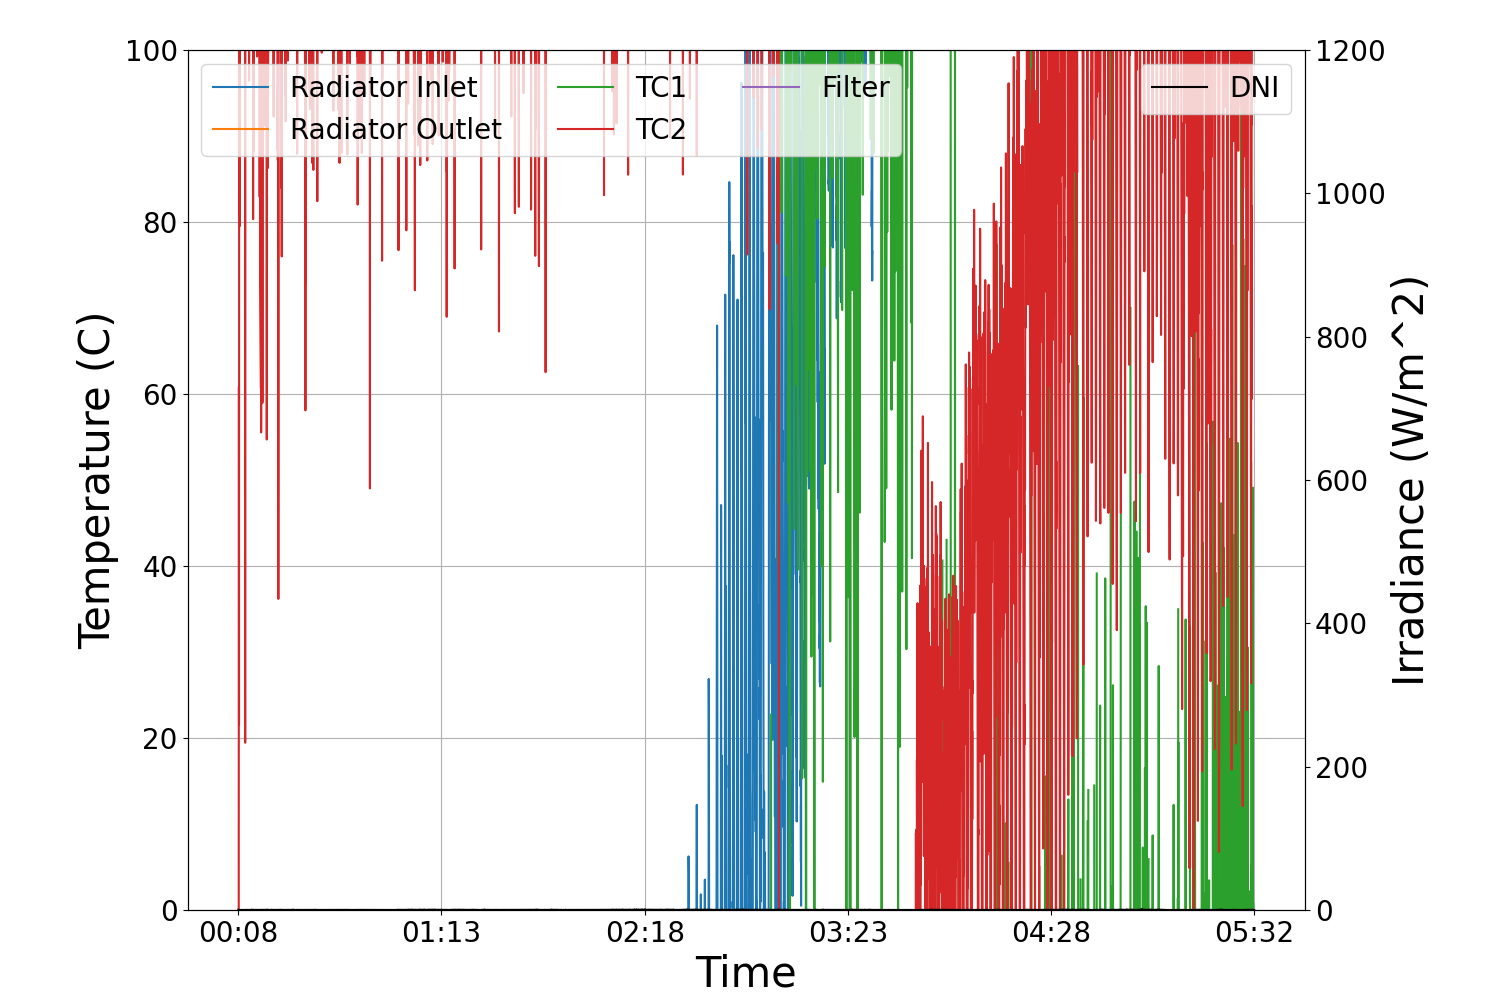 100
80
60
40
20
0
Temperature (C)
Radiator Inlet
Radiator Outlet
TC1
TC2
Filter
DNI
1200
1000
800
600
400
200
0
Irradiance (W/m^2)
00:08
01:13
02:18
03:23
04:28
05:32
Time